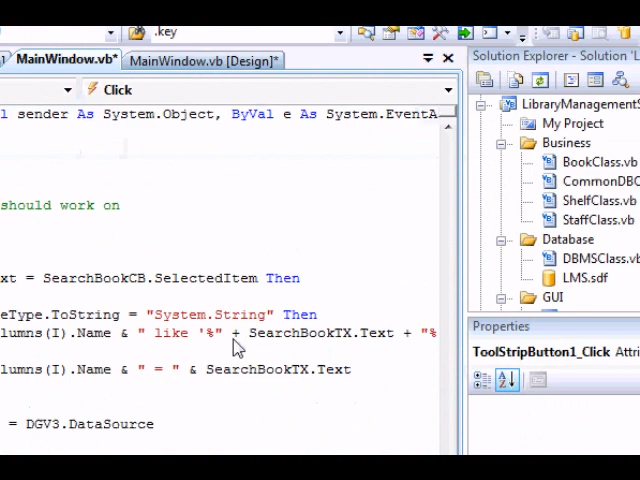 .key
MainWindow.vb* MainWindow.vb [Design]*
Solution Explorer - Solution 'L
Click
l sender As System.Object, ByVal e As System.EventA
should work on
xt = SearchBookCB.SelectedItem Then
eType.ToString = "System.String" Then
lumns(I).Name & " like '%" + SearchBookTX.Text + "%
lumns(I).Name & " = " & SearchBookTX.Text
= DGV3.DataSource
LibraryManagementS
My Project
Business
BookClass.vb
CommonDBC
ShelfClass.vb
StaffClass.vb
Database
DBMSClass.vb
LMS.sdf
GUI
Properties
ToolStripButton1_Click Attri